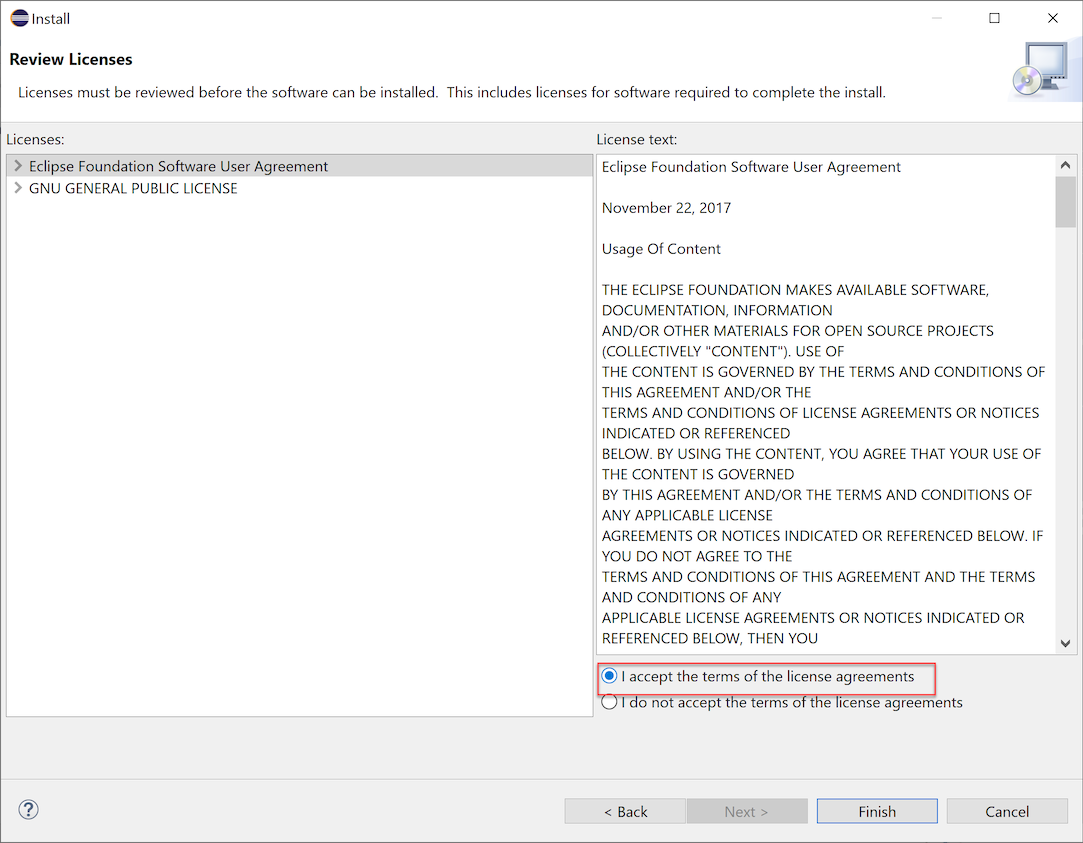 Install
Review Licenses
Licenses must be reviewed before the software can be installed.  This includes licenses for software required to complete the install.
Licenses:
Eclipse Foundation Software User Agreement
GNU GENERAL PUBLIC LICENSE
License text:
Eclipse Foundation Software User Agreement
November 22, 2017
Usage Of Content
THE ECLIPSE FOUNDATION MAKES AVAILABLE SOFTWARE,
DOCUMENTATION, INFORMATION
AND/OR OTHER MATERIALS FOR OPEN SOURCE PROJECTS
(COLLECTIVELY "CONTENT"). USE OF
THE CONTENT IS GOVERNED BY THE TERMS AND CONDITIONS OF
THIS AGREEMENT AND/OR THE
TERMS AND CONDITIONS OF LICENSE AGREEMENTS OR NOTICES
INDICATED OR REFERENCED
BELOW. BY USING THE CONTENT, YOU AGREE THAT YOUR USE OF
THE CONTENT IS GOVERNED
BY THIS AGREEMENT AND/OR THE TERMS AND CONDITIONS OF
ANY APPLICABLE LICENSE
AGREEMENTS OR NOTICES INDICATED OR REFERENCED BELOW. IF
YOU DO NOT AGREE TO THE
TERMS AND CONDITIONS OF THIS AGREEMENT AND THE TERMS
AND CONDITIONS OF ANY
APPLICABLE LICENSE AGREEMENTS OR NOTICES INDICATED OR
REFERENCED BELOW, THEN YOU
I accept the terms of the license agreements
I do not accept the terms of the license agreements
?
< Back
Next >
Finish
Cancel